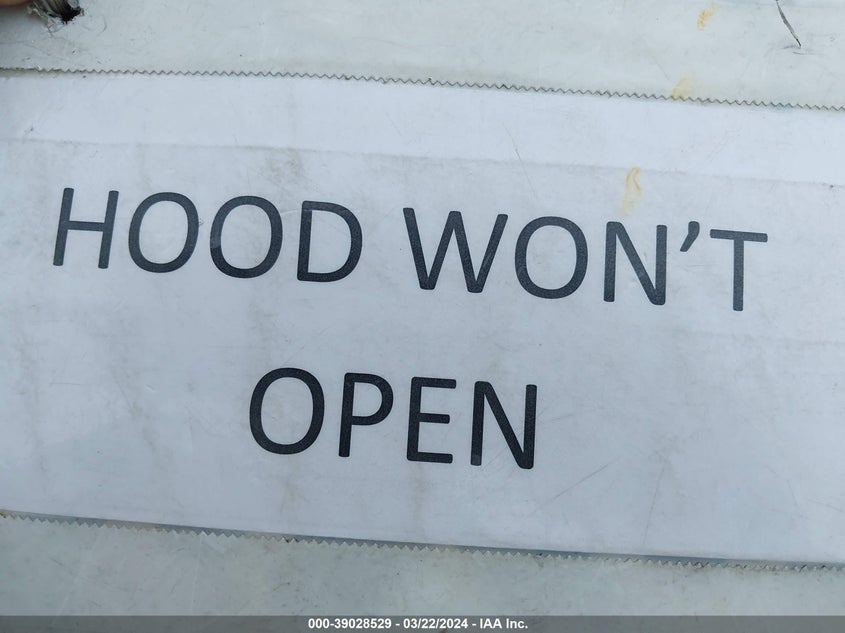 HOOD WON’T
OPEN
000-39028529 - 03/22/2024 - IAA Inc.